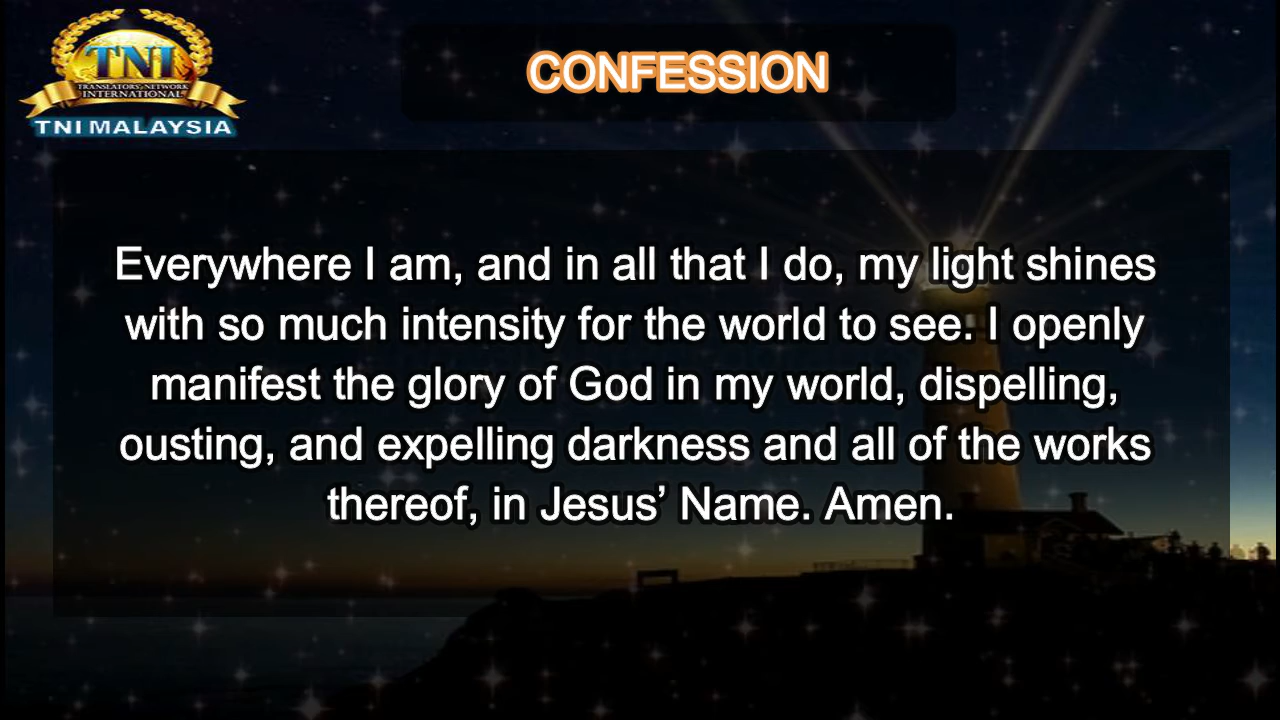 TNI
TRANSLATORS NETWORK
INTERNATIONAL
TNI MALAYSIA
CONFESSION
Everywhere I am, and in all that I do, my light shines
with so much intensity for the world to see. I openly
manifest the glory of God in my world, dispelling,
ousting, and expelling darkness and all of the works
thereof, in Jesus’ Name. Amen.